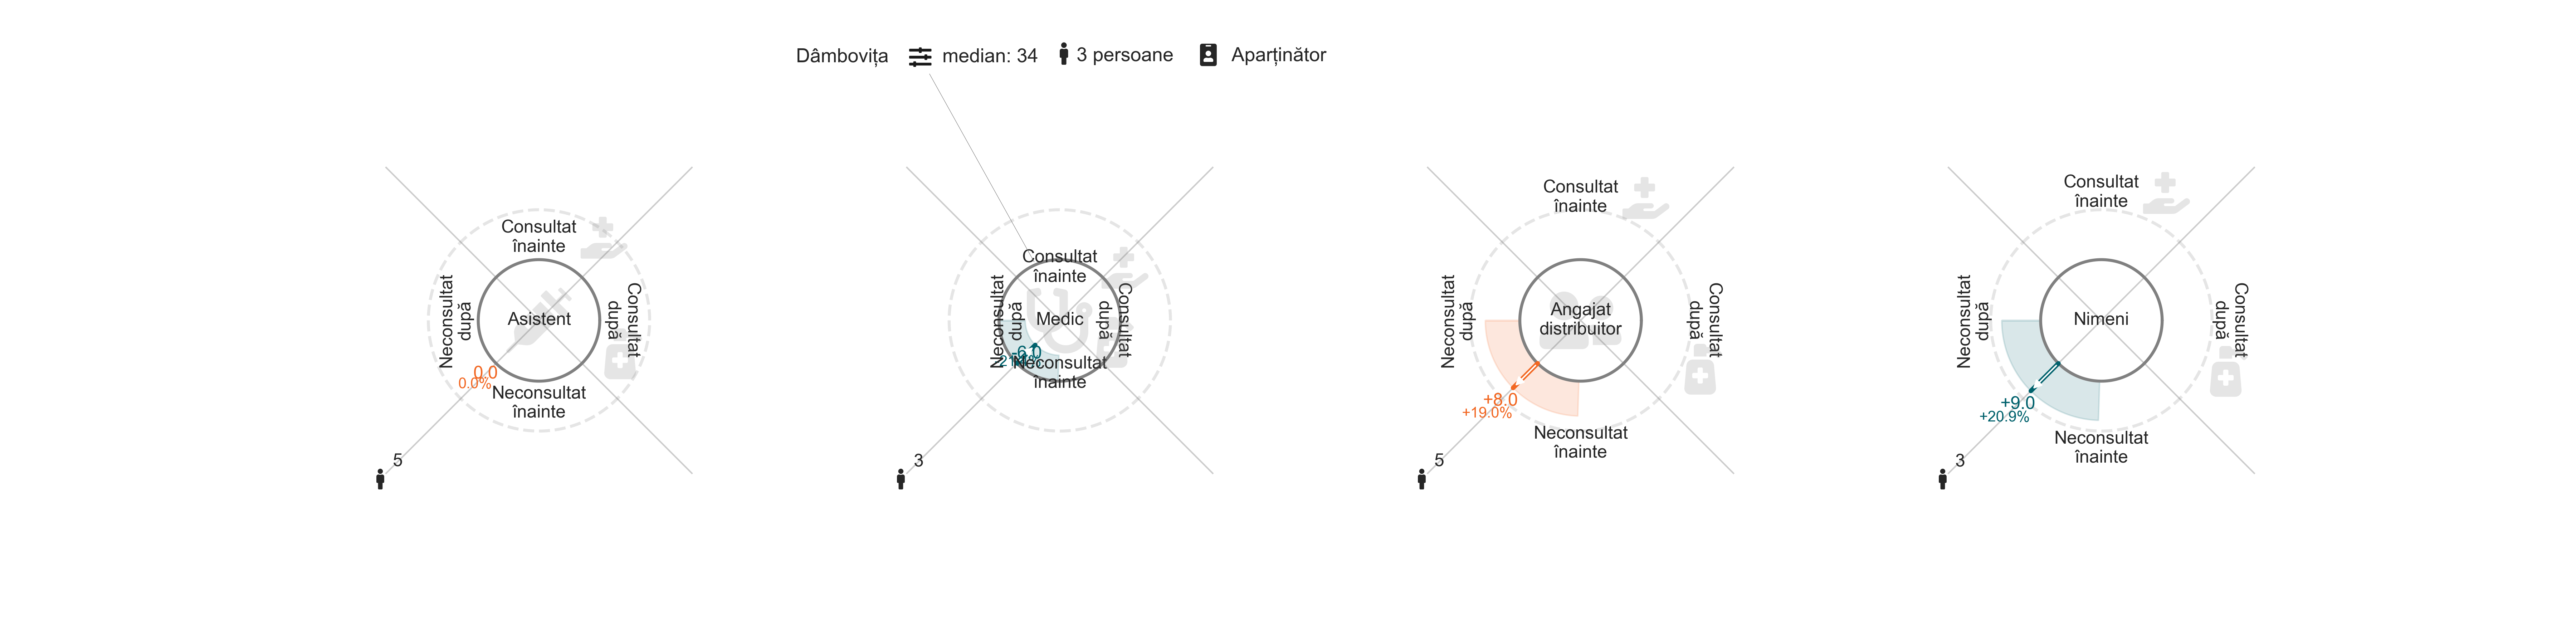 Dâmbovița median: 34 3 persoane Aparținător
Consultat
înainte
Neconsultat
după
Asistent
Consultat
după
0.0
0.0%
Neconsultat
înainte
5
Consultat
înainte
Neconsultat
după
Medic
Consultat
după
-6.0
Neconsultat
înainte
3
Consultat
înainte
Neconsultat
după
Angajat
distribuitor
Consultat
după
+8.0
+19.0%
Neconsultat
înainte
5
Consultat
înainte
Neconsultat
după
Nimeni
Consultat
după
+9.0
+20.9%
Neconsultat
înainte
3